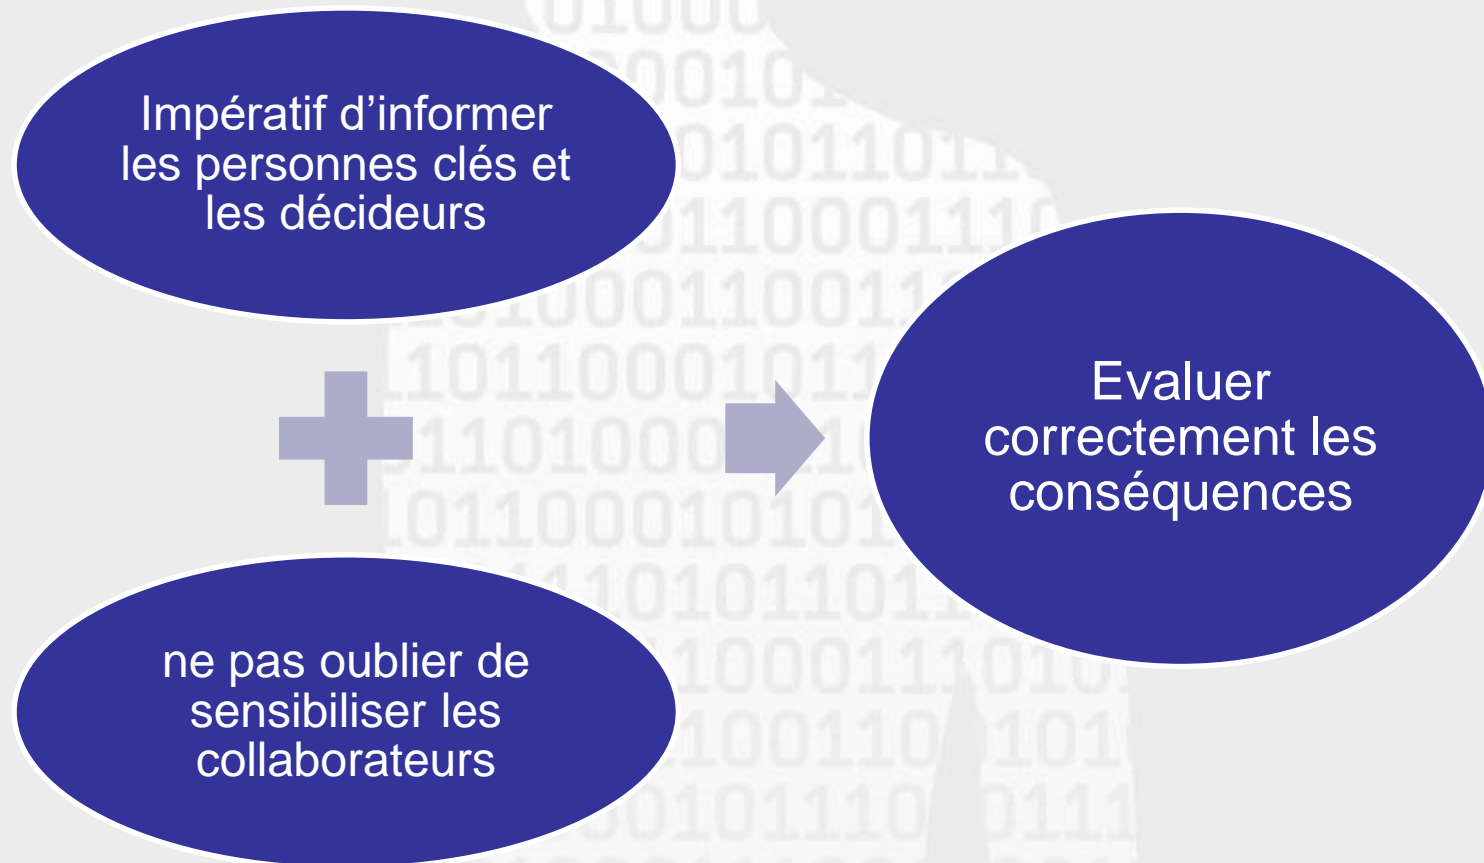 Impératif d’informer
les personnes clés et
les décideurs
ne pas oublier de
sensibiliser les
collaborateurs
Evaluer
correctement les
conséquences